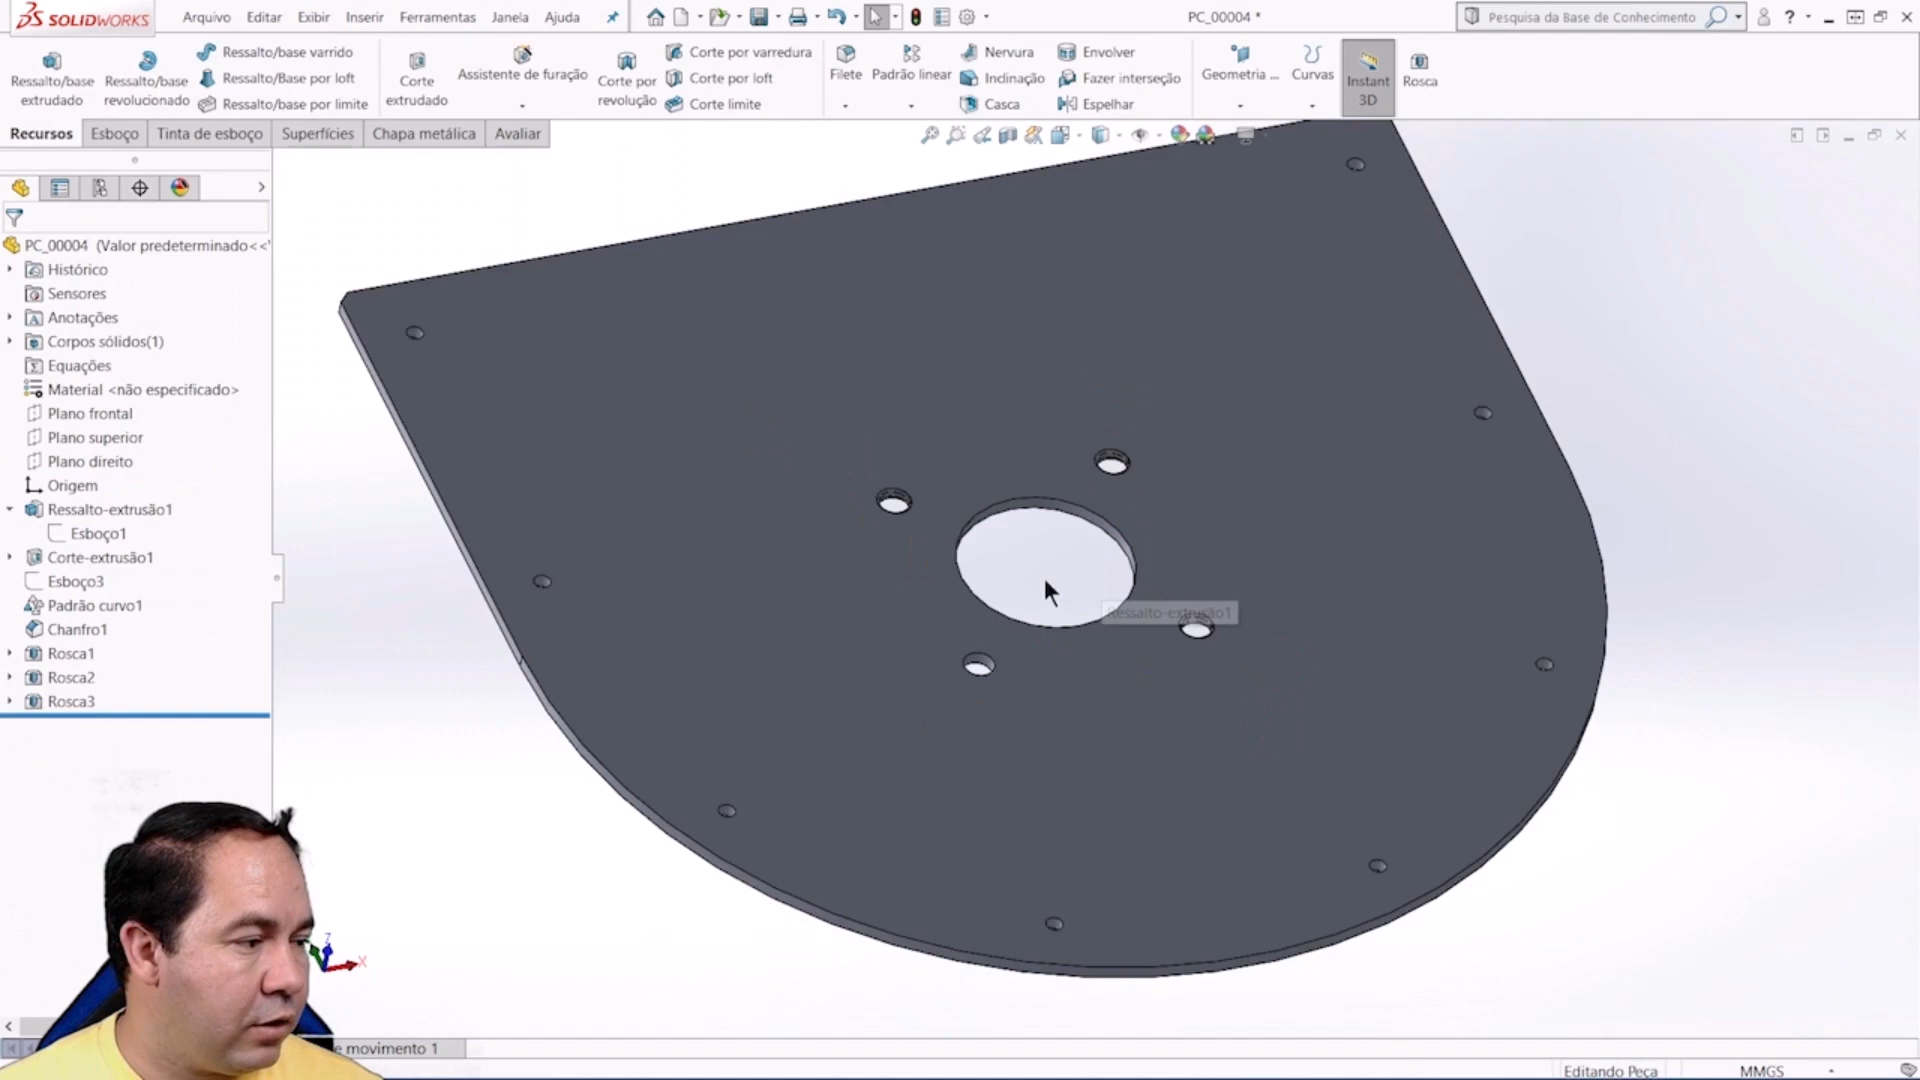 SOLIDWORKS Arquivo Editar Exibir Inserir Ferramentas Janela Ajuda PC_00004 * Pesquisa da Base de Conhecimento ?
Ressalto/base extrudado
Ressalto/base revolucionado
Ressalto/base varrido
Ressalto/Base por loft
Ressalto/base por limite
Corte extrudado
Assistente de furação
Corte por revolução
Corte por varredura
Corte por loft
Corte limite
Filete
Padrão linear
Nervura
Inclinação
Casca
Envolver
Fazer interseção
Espelhar
Geometria ...
Curvas
Instant 3D
Rosca
Recursos Esboço Tinta de esboço Superfícies Chapa metálica Avaliar
PC_00004 (Valor predeterminado<<
Histórico
Sensores
Anotações
Corpos sólidos(1)
Equações
Material <não especificado>
Plano frontal
Plano superior
Plano direito
Origem
Ressalto-extrusão1
Esboço1
Corte-extrusão1
Esboço3
Padrão curvo1
Chanfro1
Rosca1
Rosca2
Rosca3
Ressalto-extrusão1
Z
X
e movimento 1
Editando Peça MMGS